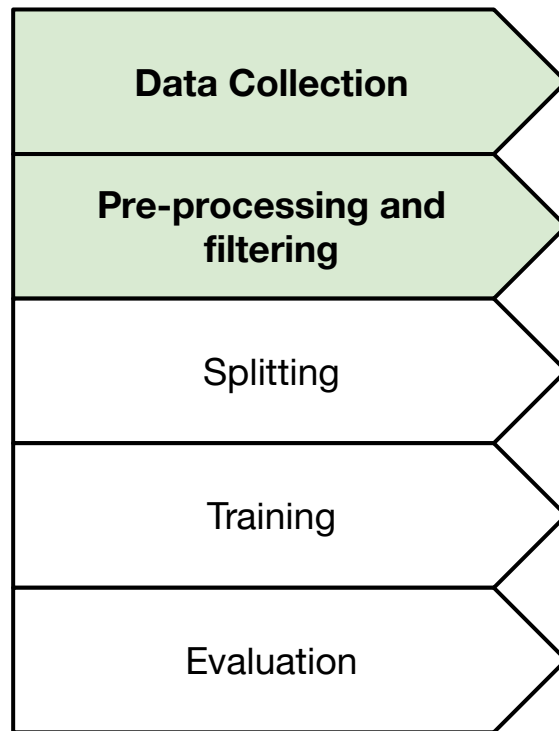 Data Collection
Pre-processing and
filtering
Splitting
Training
Evaluation